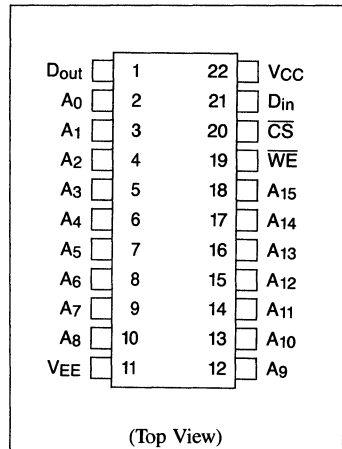 Dout 1 22 VCC
A0 2 21 Din
A1 3 20 C̅S̅
A2 4 19 W̅E̅
A3 5 18 A15
A4 6 17 A14
A5 7 16 A13
A6 8 15 A12
A7 9 14 A11
A8 10 13 A10
VEE 11 12 A9
(Top View)